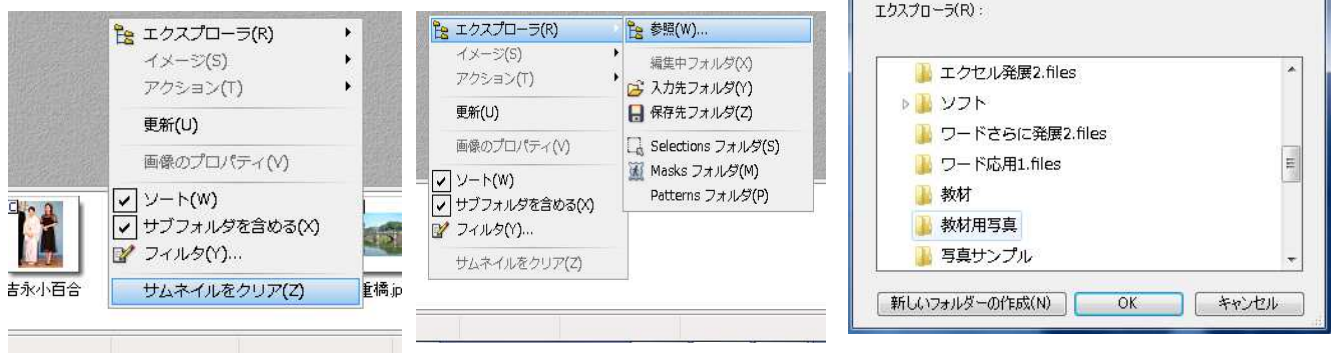 エクスプローラ(R)
イメージ(S)
アクション(T)
更新(U)
画像のプロパティ(V)
ソート(W)
サブフォルダを含める(X)
フィルタ(Y)...
サムネイルをクリア(Z)
吉永小百合
重橋.jp
エクスプローラ(R)
イメージ(S)
アクション(T)
更新(U)
画像のプロパティ(V)
ソート(W)
サブフォルダを含める(X)
フィルタ(Y)...
サムネイルをクリア(Z)
参照(W)...
編集中フォルダ(X)
入力先フォルダ(Y)
保存先フォルダ(Z)
Selections フォルダ(S)
Masks フォルダ(M)
Patterns フォルダ(P)
エクスプローラ(R):
エクセル発展2.files
ソフト
ワードさらに発展2.files
ワード応用1.files
教材
教材用写真
写真サンプル
新しいフォルダーの作成(N)
OK
キャンセル